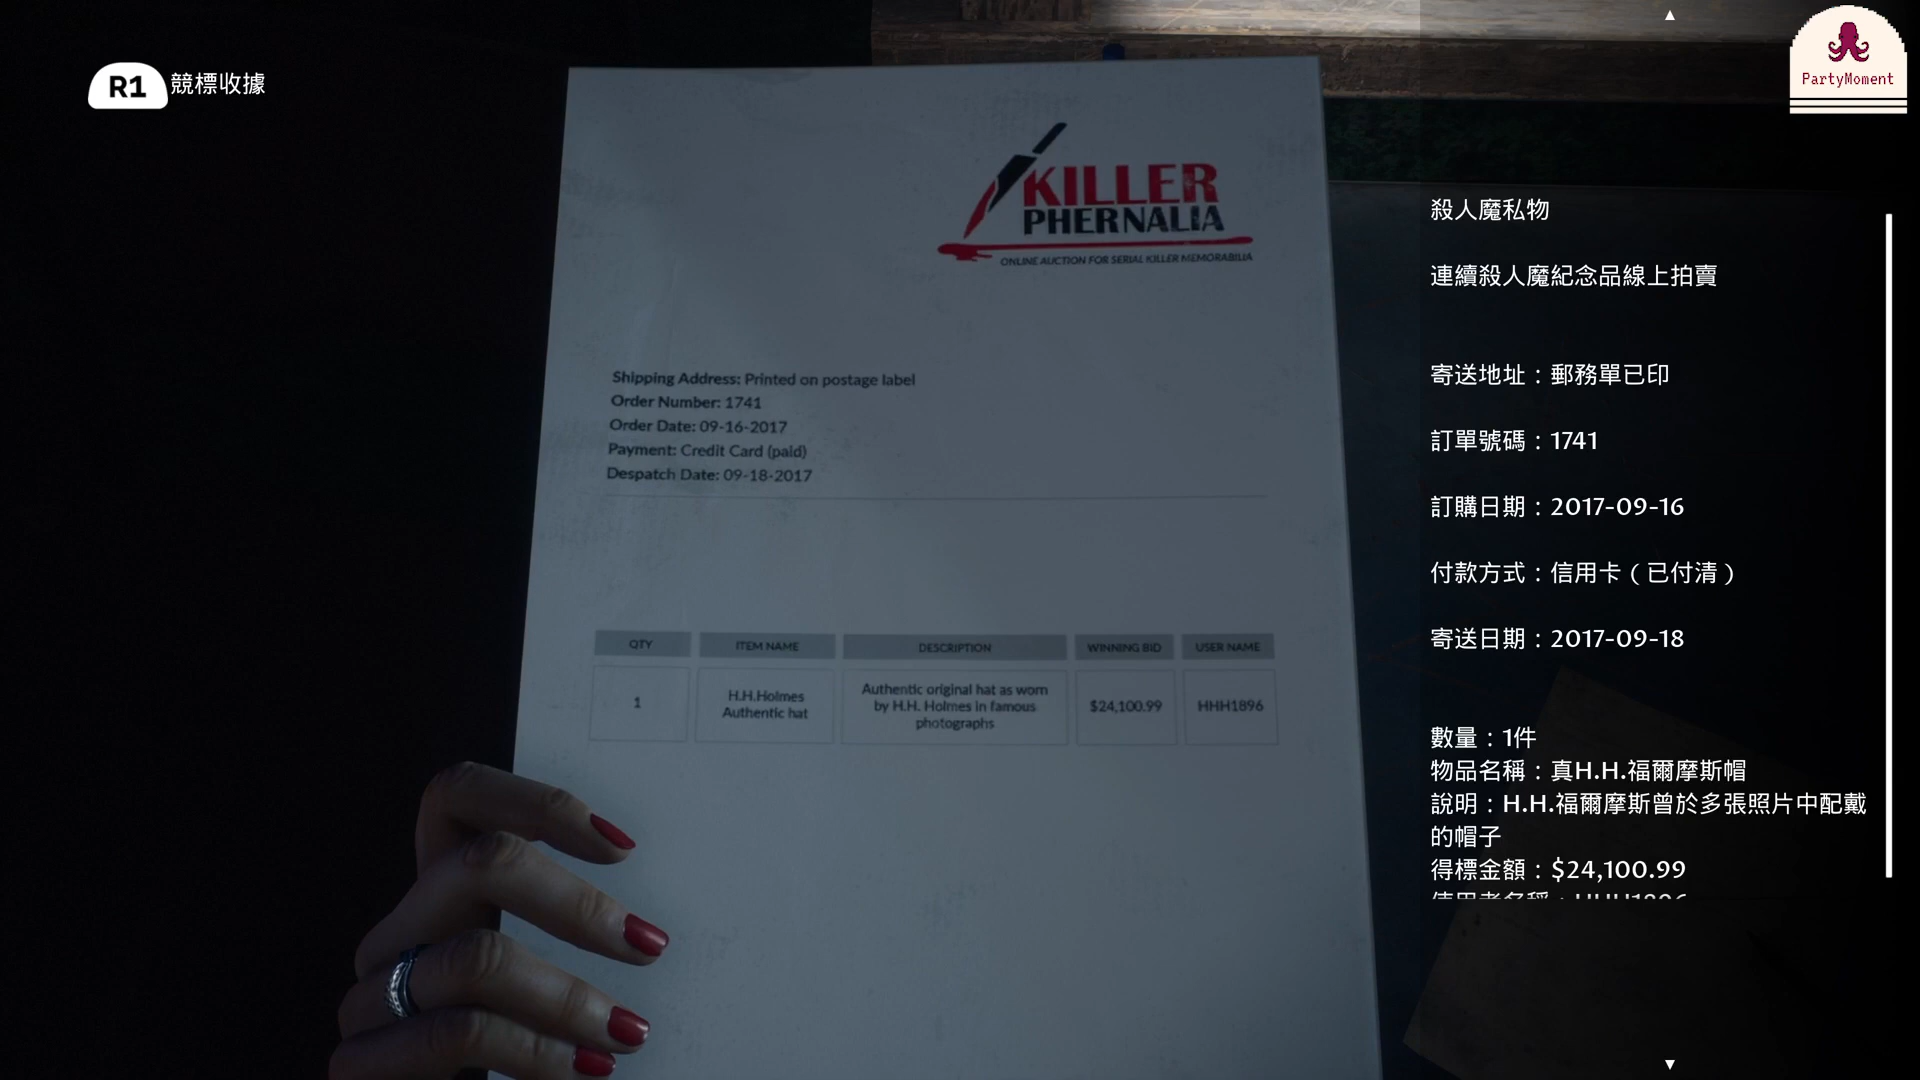 R1 競標收據
PartyMoment
KILLER
PHERNALIA
ONLINE AUCTION FOR SERIAL KILLER MEMORABILIA
Shipping Address: Printed on postage label
Order Number: 1741
Order Date: 09-16-2017
Payment: Credit Card (paid)
Despatch Date: 09-18-2017
QTY ITEM NAME DESCRIPTION WINNING BID USER NAME
1 H.H.Holmes Authentic hat Authentic original hat as worn by H.H. Holmes in famous photographs $24,100.99 HHH1896
殺人魔私物
連續殺人魔紀念品線上拍賣
寄送地址：郵務單已印
訂單號碼：1741
訂購日期：2017-09-16
付款方式：信用卡（已付清）
寄送日期：2017-09-18
數量：1件
物品名稱：真H.H.福爾摩斯帽
說明：H.H.福爾摩斯曾於多張照片中配戴
的帽子
得標金額：$24,100.99
使用者名稱：HHH1896